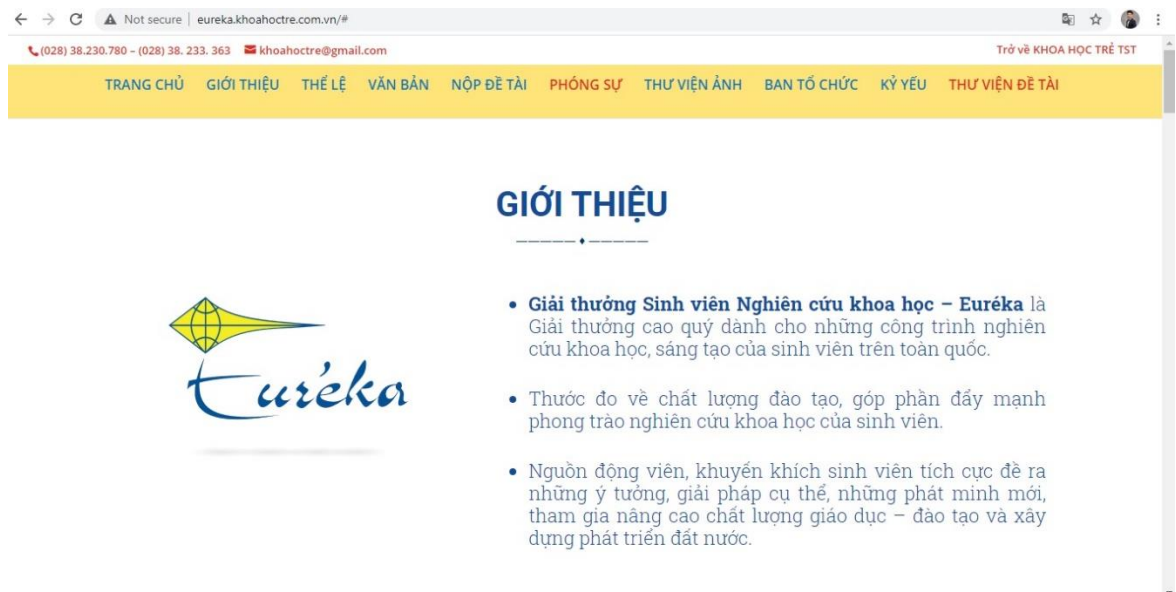 Not secure | eureka.khoahoctre.com.vn/#
(028) 38.230.780 – (028) 38. 233. 363 khoahoctre@gmail.com Trở về KHOA HỌC TRẺ TST
TRANG CHỦ GIỚI THIỆU THỂ LỆ VĂN BẢN NỘP ĐỀ TÀI PHÓNG SỰ THƯ VIỆN ẢNH BAN TỔ CHỨC KỶ YẾU THƯ VIỆN ĐỀ TÀI
GIỚI THIỆU
Euréka
• Giải thưởng Sinh viên Nghiên cứu khoa học – Euréka là
Giải thưởng cao quý dành cho những công trình nghiên
cứu khoa học, sáng tạo của sinh viên trên toàn quốc.
• Thước đo về chất lượng đào tạo, góp phần đẩy mạnh
phong trào nghiên cứu khoa học của sinh viên.
• Nguồn động viên, khuyến khích sinh viên tích cực đề ra
những ý tưởng, giải pháp cụ thể, những phát minh mới,
tham gia nâng cao chất lượng giáo dục – đào tạo và xây
dựng phát triển đất nước.